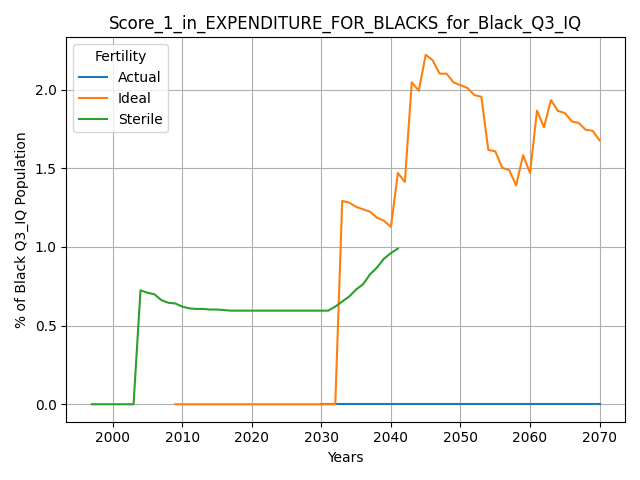 Score_1_in_EXPENDITURE_FOR_BLACKS_for_Black_Q3_IQ
Fertility
Actual
Ideal
Sterile
% of Black Q3_IQ Population
2.0
1.5
1.0
0.5
0.0
2000 2010 2020 2030 2040 2050 2060 2070
Years